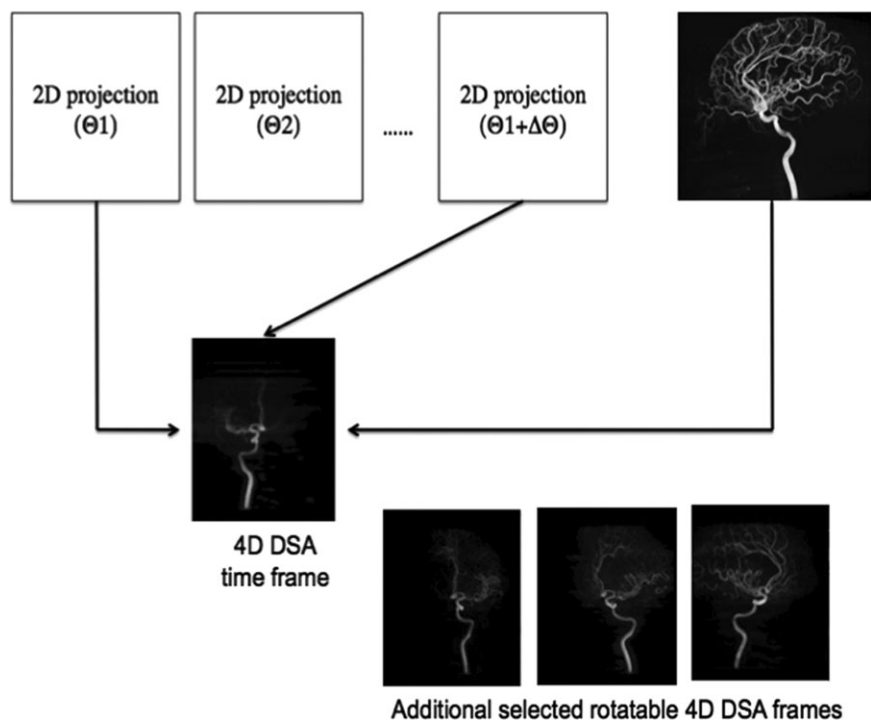 2D projection
(Θ1)
2D projection
(Θ2)
......
2D projection
(Θ1+ΔΘ)
4D DSA
time frame
Additional selected rotatable 4D DSA frames